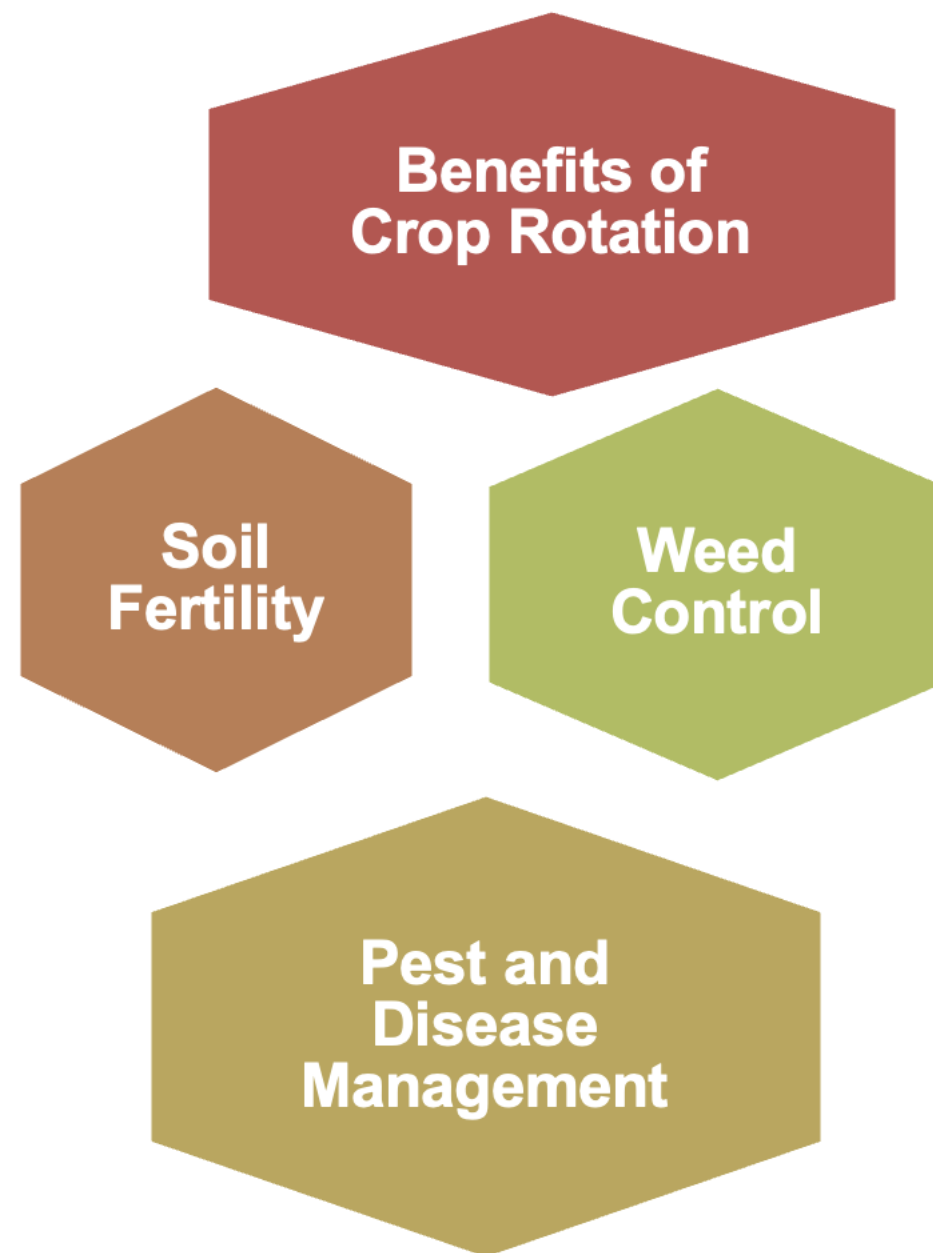 Benefits of
Crop Rotation
Soil
Fertility
Weed
Control
Pest and
Disease
Management